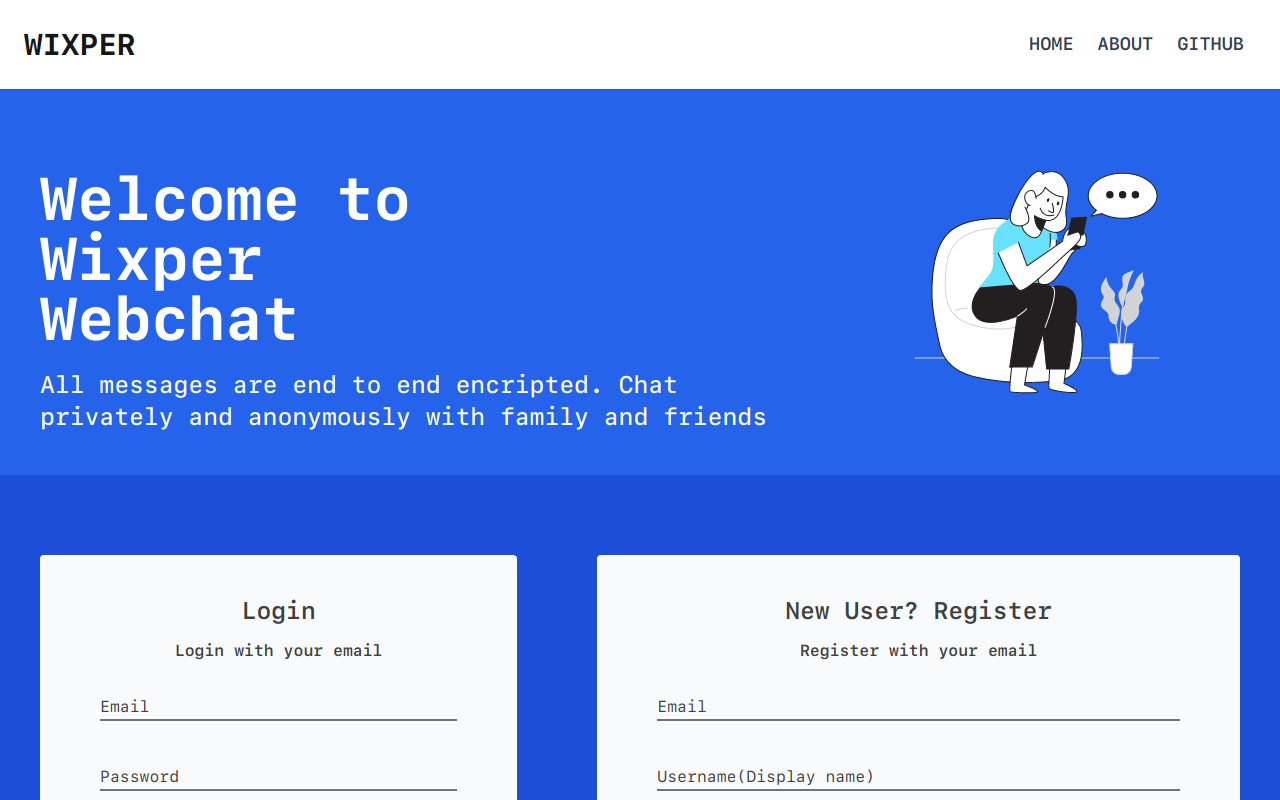 WIXPER
HOME ABOUT GITHUB
Welcome to
Wixper
Webchat
All messages are end to end encripted. Chat
privately and anonymously with family and friends
Login
Login with your email
Email
Password
New User? Register
Register with your email
Email
Username(Display name)